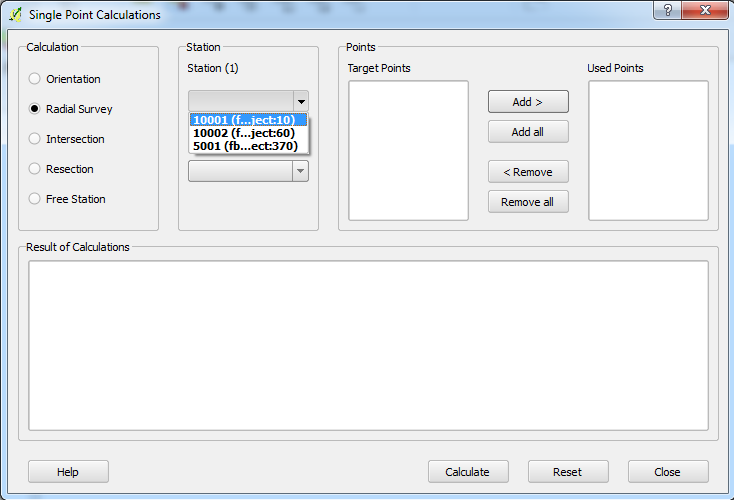 Single Point Calculations
Calculation
Orientation
Radial Survey
Intersection
Resection
Free Station
Station
Station (1)
10001 (f...ject:10)
10002 (f...ject:60)
5001 (fb...ect:370)
Points
Target Points
Add >
Add all
< Remove
Remove all
Used Points
Result of Calculations
Help
Calculate
Reset
Close